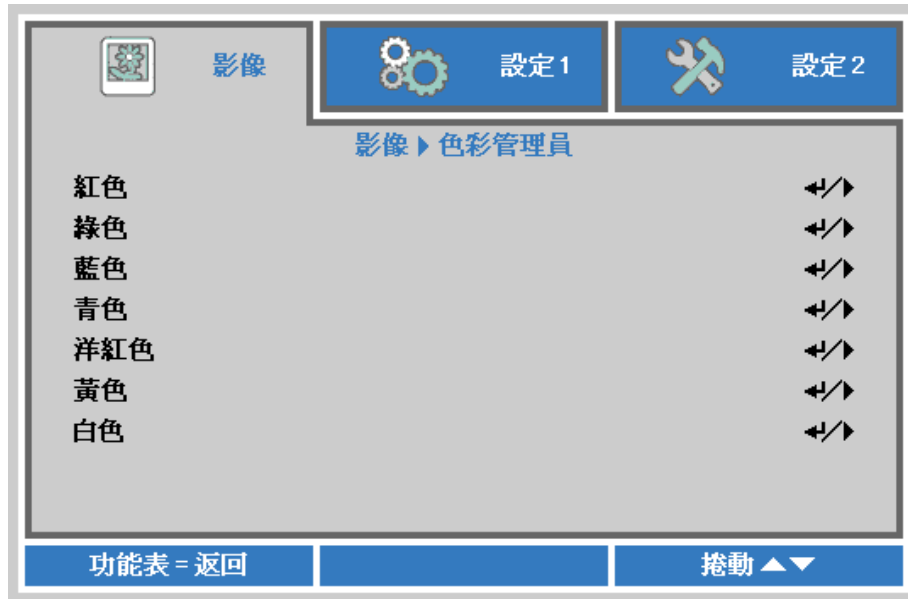 影像 設定1 設定2
影像▶色彩管理員
紅色 ↵/▶
綠色 ↵/▶
藍色 ↵/▶
青色 ↵/▶
洋紅色 ↵/▶
黃色 ↵/▶
白色 ↵/▶
功能表 = 返回 捲動▲▼